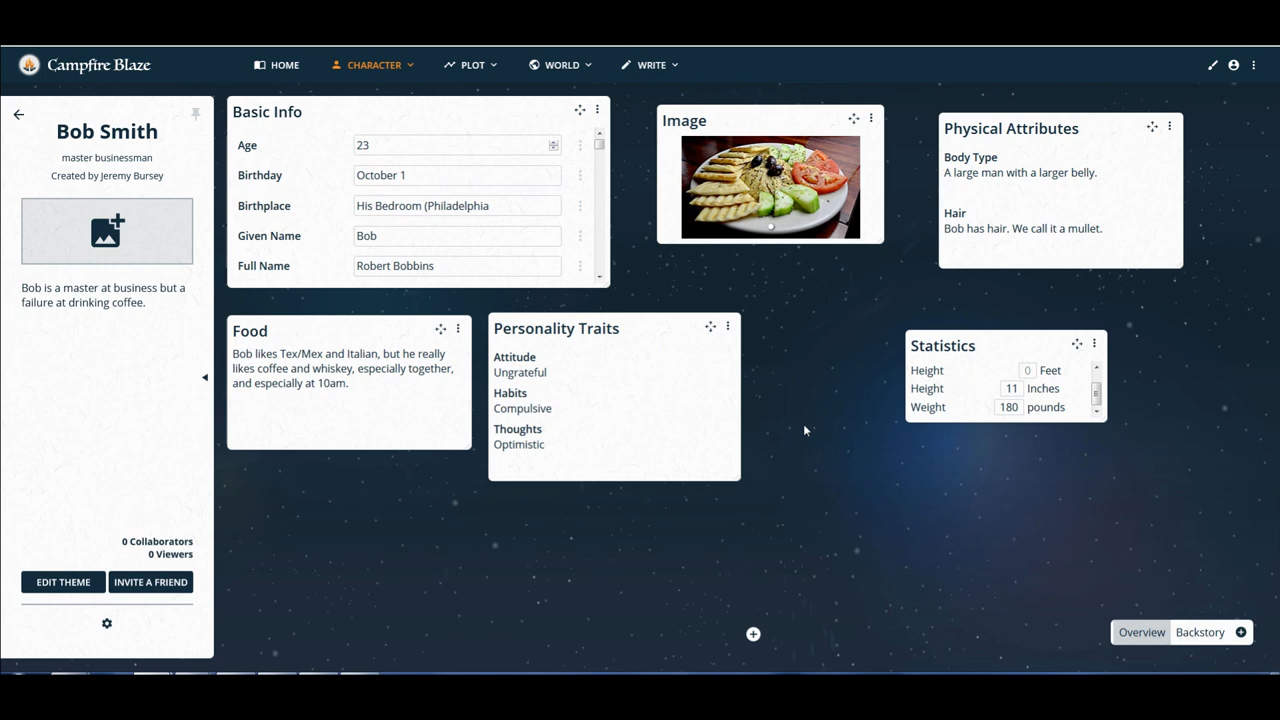 Campfire Blaze
HOME
CHARACTER
PLOT
WORLD
WRITE
Bob Smith
master businessman
Created by Jeremy Bursey
Bob is a master at business but a
failure at drinking coffee.
0 Collaborators
0 Viewers
EDIT THEME
INVITE A FRIEND
Basic Info
Age 23
Birthday October 1
Birthplace His Bedroom (Philadelphia
Given Name Bob
Full Name Robert Bobbins
Image
Physical Attributes
Body Type
A large man with a larger belly.
Hair
Bob has hair. We call it a mullet.
Food
Bob likes Tex/Mex and Italian, but he really
likes coffee and whiskey, especially together,
and especially at 10am.
Personality Traits
Attitude
Ungrateful
Habits
Compulsive
Thoughts
Optimistic
Statistics
Height 0 Feet
Height 11 Inches
Weight 180 pounds
Overview Backstory